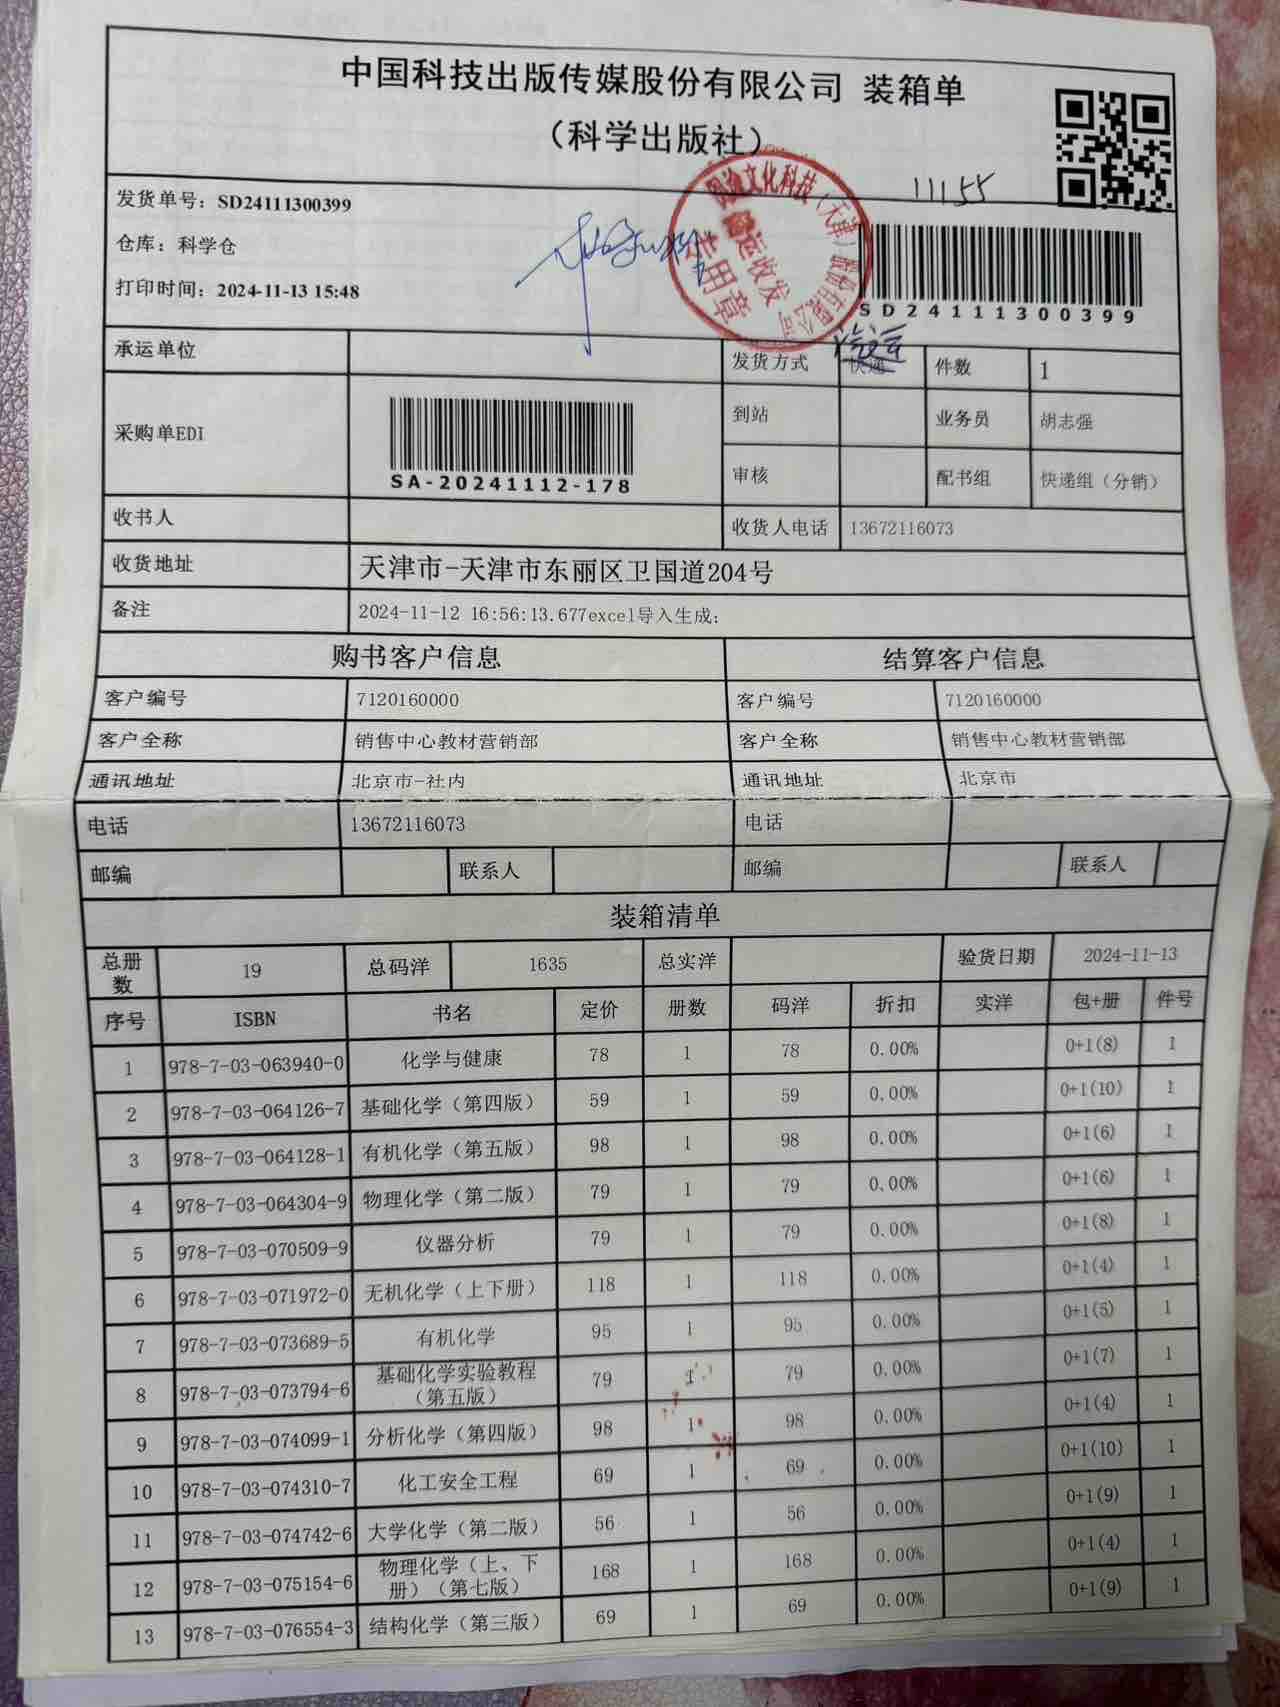 中国科技出版传媒股份有限公司 装箱单
（科学出版社）
11155
发货单号：SD24111300399
仓库：科学仓
打印时间：2024-11-13 15:48
文化科技（天津）股份有限公司
储运收发
专用章
SD24111300399
承运单位 发货方式 快递 汽运 件数 1
采购单EDI SA-20241112-178
到站 业务员 胡志强
审核 配书组 快递组（分销）
收书人 收货人电话 13672116073
收货地址 天津市-天津市东丽区卫国道204号
备注 2024-11-12 16:56:13.677excel导入生成;
购书客户信息 结算客户信息
客户编号 7120160000 客户编号 7120160000
客户全称 销售中心教材营销部 客户全称 销售中心教材营销部
通讯地址 北京市-社内 通讯地址 北京市
电话 13672116073 电话
邮编 联系人 邮编 联系人
装箱清单
总册数 19 总码洋 1635 总实洋 验货日期 2024-11-13
序号 ISBN 书名 定价 册数 码洋 折扣 实洋 包+册 件号
1 978-7-03-063940-0 化学与健康 78 1 78 0.00% 0+1(8) 1
2 978-7-03-064126-7 基础化学（第四版） 59 1 59 0.00% 0+1(10) 1
3 978-7-03-064128-1 有机化学（第五版） 98 1 98 0.00% 0+1(6) 1
4 978-7-03-064304-9 物理化学（第二版） 79 1 79 0.00% 0+1(6) 1
5 978-7-03-070509-9 仪器分析 79 1 79 0.00% 0+1(8) 1
6 978-7-03-071972-0 无机化学（上下册） 118 1 118 0.00% 0+1(4) 1
7 978-7-03-073689-5 有机化学 95 1 95 0.00% 0+1(5) 1
8 978-7-03-073794-6 基础化学实验教程（第五版） 79 1 79 0.00% 0+1(7) 1
9 978-7-03-074099-1 分析化学（第四版） 98 1 98 0.00% 0+1(4) 1
10 978-7-03-074310-7 化工安全工程 69 1 69 0.00% 0+1(10) 1
11 978-7-03-074742-6 大学化学（第二版） 56 1 56 0.00% 0+1(9) 1
12 978-7-03-075154-6 物理化学（上、下册）（第七版） 168 1 168 0.00% 0+1(4) 1
13 978-7-03-076554-3 结构化学（第三版） 69 1 69 0.00% 0+1(9) 1